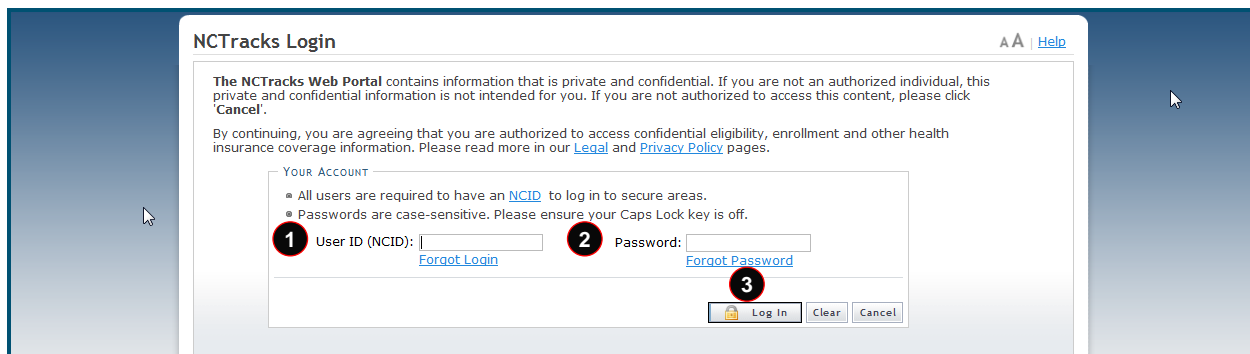 NCTracks Login
A A | Help
The NCTracks Web Portal contains information that is private and confidential. If you are not an authorized individual, this
private and confidential information is not intended for you. If you are not authorized to access this content, please click
'Cancel'.
By continuing, you are agreeing that you are authorized to access confidential eligibility, enrollment and other health
insurance coverage information. Please read more in our Legal and Privacy Policy pages.
Your Account
All users are required to have an NCID to log in to secure areas.
Passwords are case-sensitive. Please ensure your Caps Lock key is off.
1 User ID (NCID): 2 Password:
Forgot Login Forgot Password
3
Log In Clear Cancel